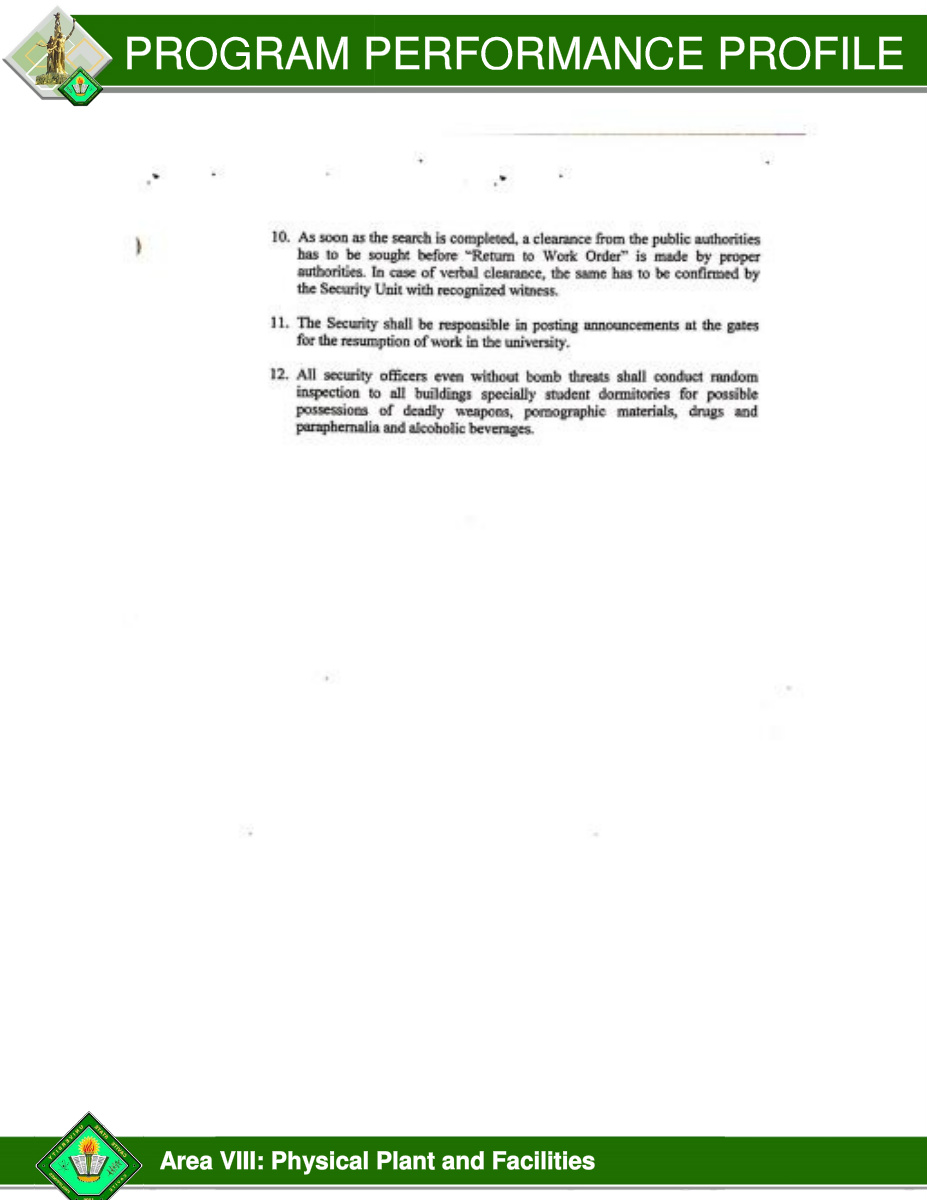 PROGRAM PERFORMANCE PROFILE
10. As soon as the search is completed, a clearance from the public authorities
has to be sought before “Return to Work Order” is made by proper
authorities. In case of verbal clearance, the same has to be confirmed by
the Security Unit with recognized witness.
11. The Security shall be responsible in posting announcements at the gates
for the resumption of work in the university.
12. All security officers even without bomb threats shall conduct random
inspection to all buildings specially student dormitories for possible
possessions of deadly weapons, pornographic materials, drugs and
paraphernalia and alcoholic beverages.
Area VIII: Physical Plant and Facilities